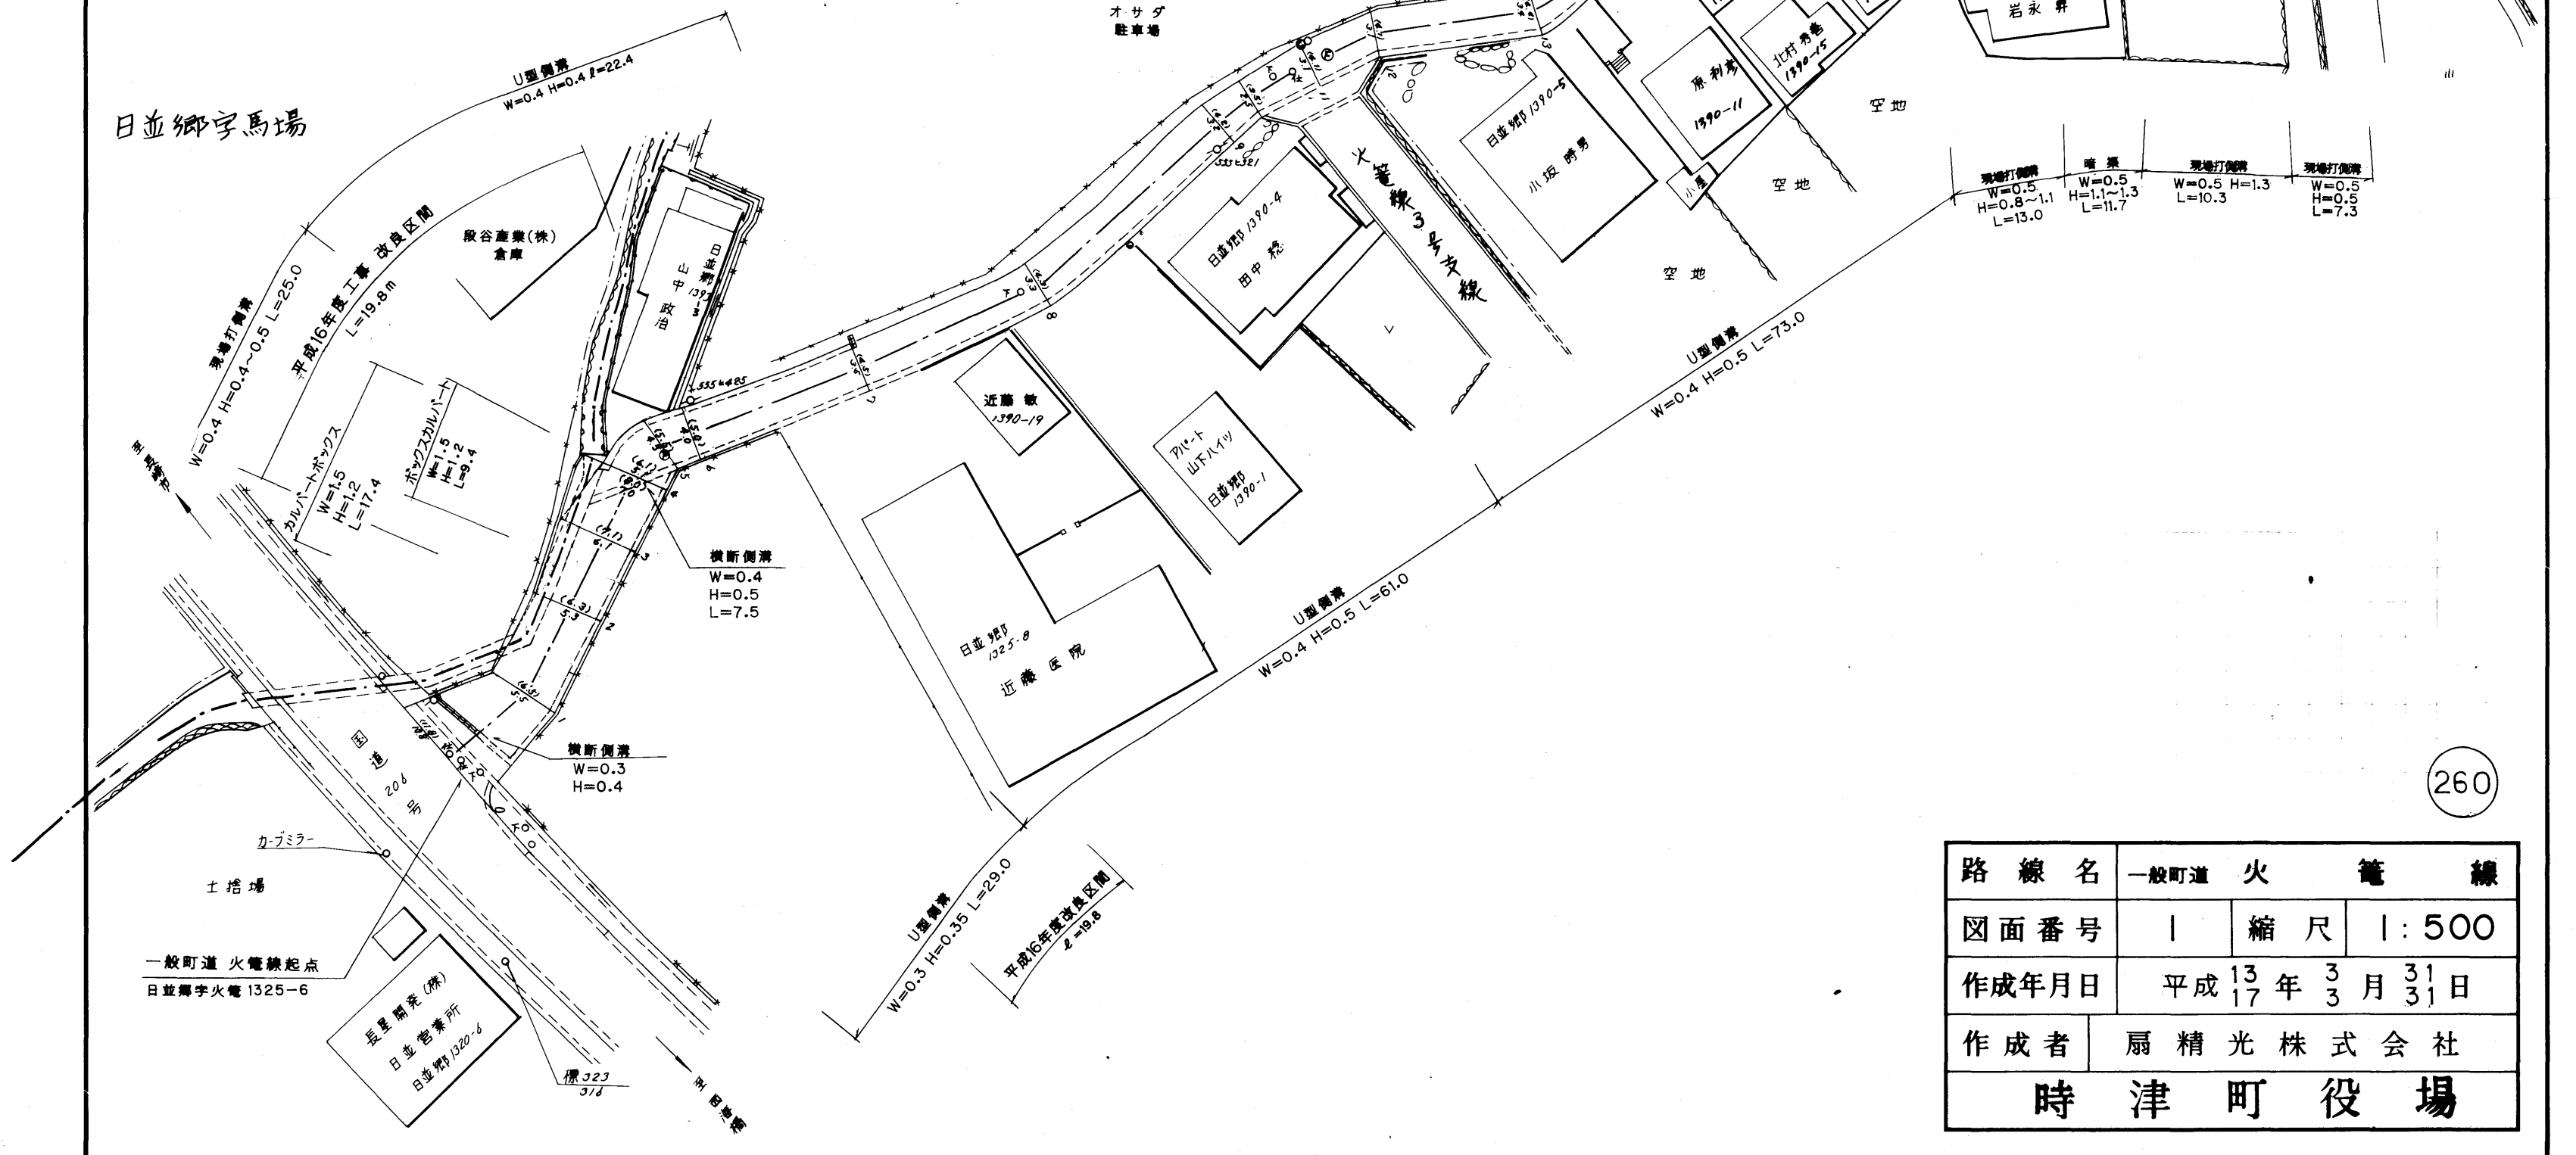 オサダ
駐車場
岩永 昇
北村 秀喜
1390-15
原 利彦
1390-11
空地
空地
空地
小屋
U型側溝
W=0.4 H=0.4 ℓ=22.4
日並郷字馬場
平成16年度工事 改良区間
L=19.8m
現場打側溝
W=0.4 H=0.4～0.5 L=25.0
段谷産業(株)
倉庫
山中 政治
カルバートボックス
W=1.5
H=1.2
L=17.4
ボックスカルバート
W=1.5
H=1.2
L=9.4
至長崎市
日並郷1390-5
小坂 時男
火篭線3号支線
日並郷1390-4
田中 稔
近藤 敏
1390-19
アパート
山下ハイツ
日並郷
1390-1
現場打側溝
W=0.5
H=0.8～1.1
L=13.0
暗渠
W=0.5
H=1.1～1.3
L=11.7
現場打側溝
W=0.5 H=1.3
L=10.3
現場打側溝
W=0.5
H=0.5
L=7.3
U型側溝
W=0.4 H=0.5 L=73.0
U型側溝
W=0.4 H=0.5 L=61.0
横断側溝
W=0.4
H=0.5
L=7.5
日並郷
1325-8
近藤医院
横断側溝
W=0.3
H=0.4
国道206号
カーブミラー
土捨場
一般町道 火篭線起点
日並郷字火篭1325-6
長星開発(株)
日並営業所
日並郷1320-6
標323
316
至西海橋
U型側溝
W=0.3 H=0.35 L=29.0
平成16年度改良区間
ℓ=19.8
260
路線名 一般町道 火篭線
図面番号 1 縮尺 1:500
作成年月日 平成 13 年 3 月 31 日
17 3 31
作成者 扇精光株式会社
時津町役場